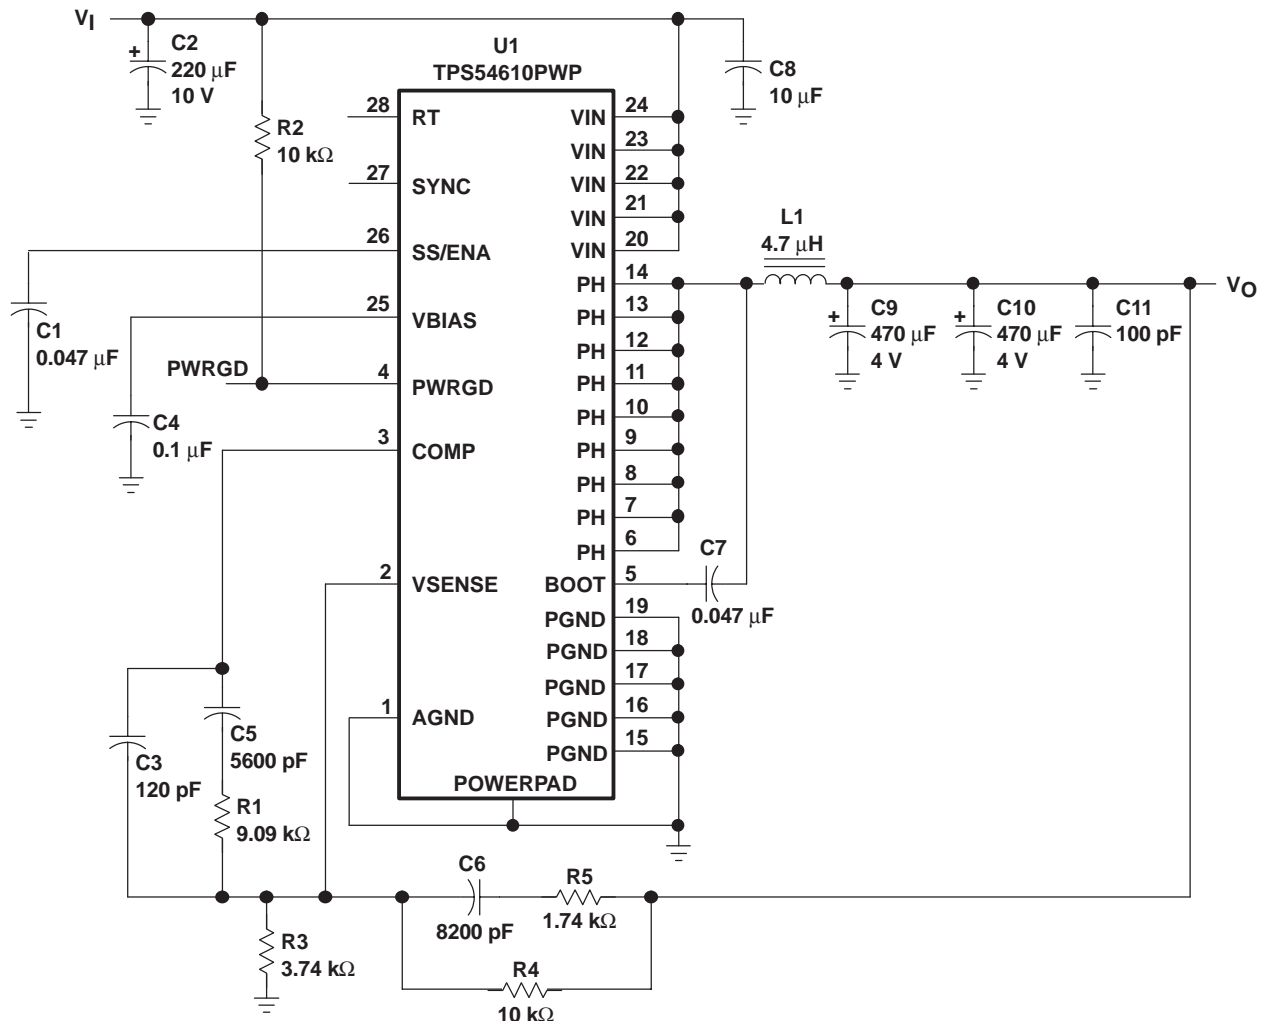 VI
+
C2
220 μF
10 V
R2
10 kΩ
U1
TPS54610PWP
C8
10 μF
28
RT
27
SYNC
26
SS/ENA
25
VBIAS
4
PWRGD
3
COMP
2
VSENSE
1
AGND
POWERPAD
VIN
24
VIN
23
VIN
22
VIN
21
VIN
20
PH
14
PH
13
PH
12
PH
11
PH
10
PH
9
PH
8
PH
7
PH
6
BOOT
5
PGND
19
PGND
18
PGND
17
PGND
16
PGND
15
C1
0.047 μF
PWRGD
C4
0.1 μF
L1
4.7 μH
+
C9
470 μF
4 V
+
C10
470 μF
4 V
C11
100 pF
VO
C7
0.047 μF
C3
120 pF
C5
5600 pF
R1
9.09 kΩ
R3
3.74 kΩ
C6
8200 pF
R5
1.74 kΩ
R4
10 kΩ